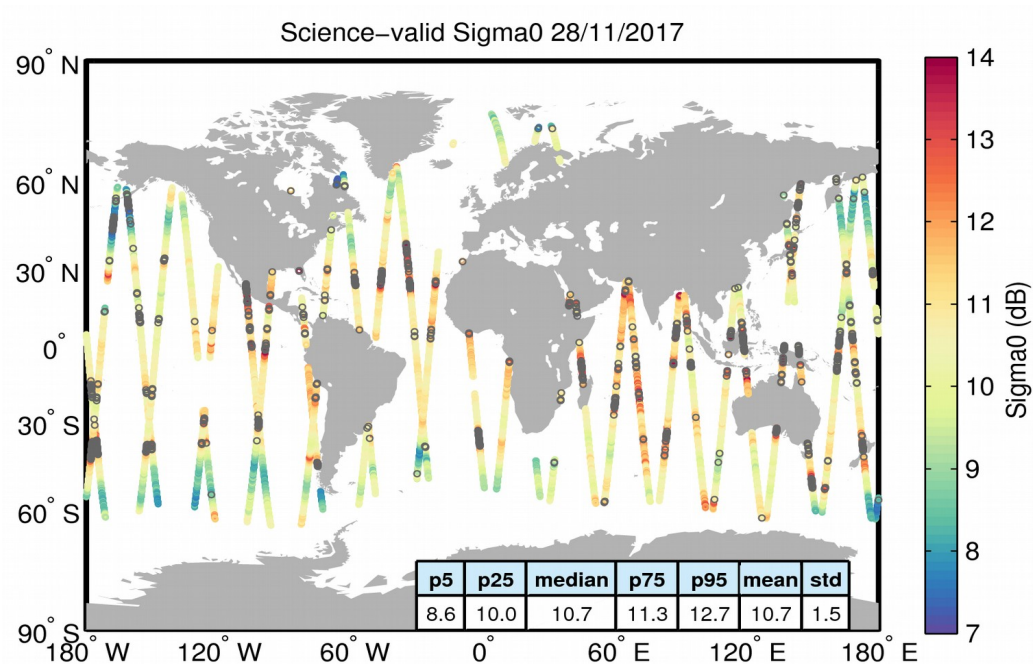 Science−valid Sigma0 28/11/2017
90° N
60° N
30° N
0°
30° S
60° S
90° S
180° W
120° W
60° W
0°
60° E
120° E
180° E
14
13
12
11
10
9
8
7
Sigma0 (dB)
p5 p25 median p75 p95 mean std
8.6 10.0 10.7 11.3 12.7 10.7 1.5